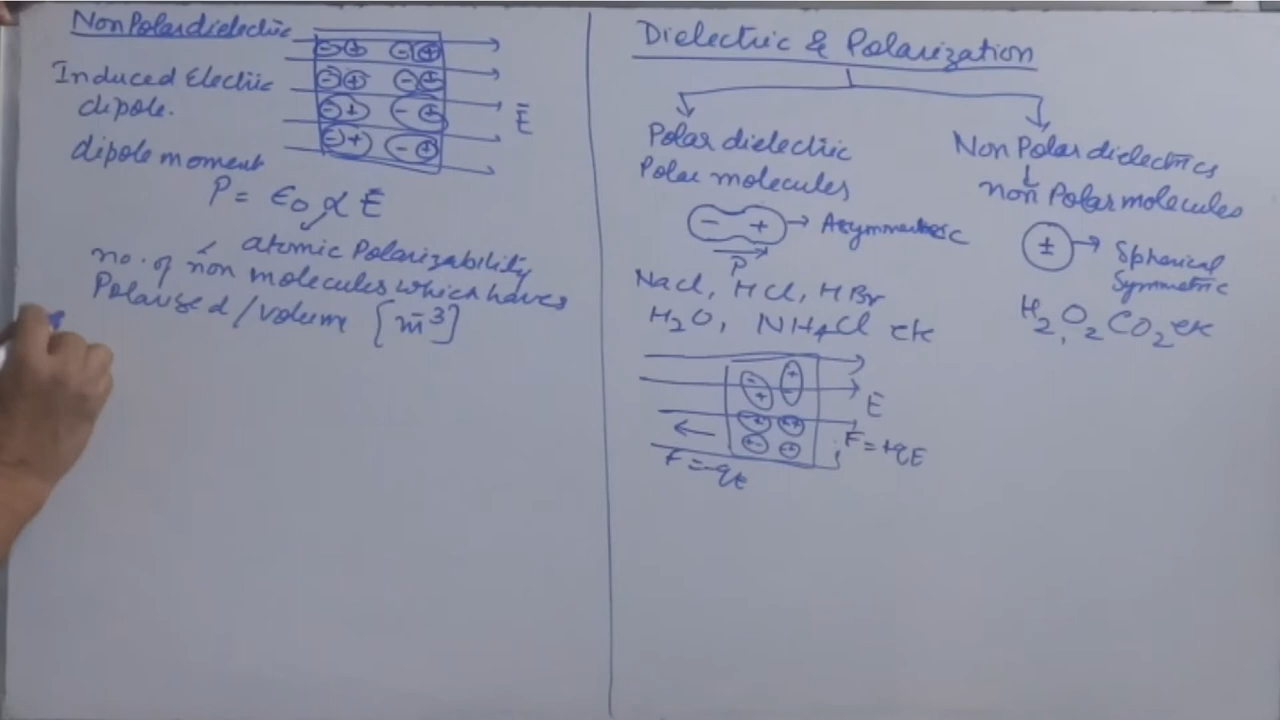 Non Polar dielectric
Induced Electric
dipole.
Ē
dipole moment
P = ϵ0 α Ē
atomic Polarizability
no. of non molecules which haves
Polarised / Volume [m̄³]
Dielectric & Polarization
Polar dielectric
Polar molecules
- + → Asymmetric
P
NaCl, HCl, HBr
H2O, NH4Cl etc
Ē
F = +qE
F = -qE
Non Polar dielectrics
non Polar molecules
± → Spherical
Symmetric
H2, O2 CO2 etc